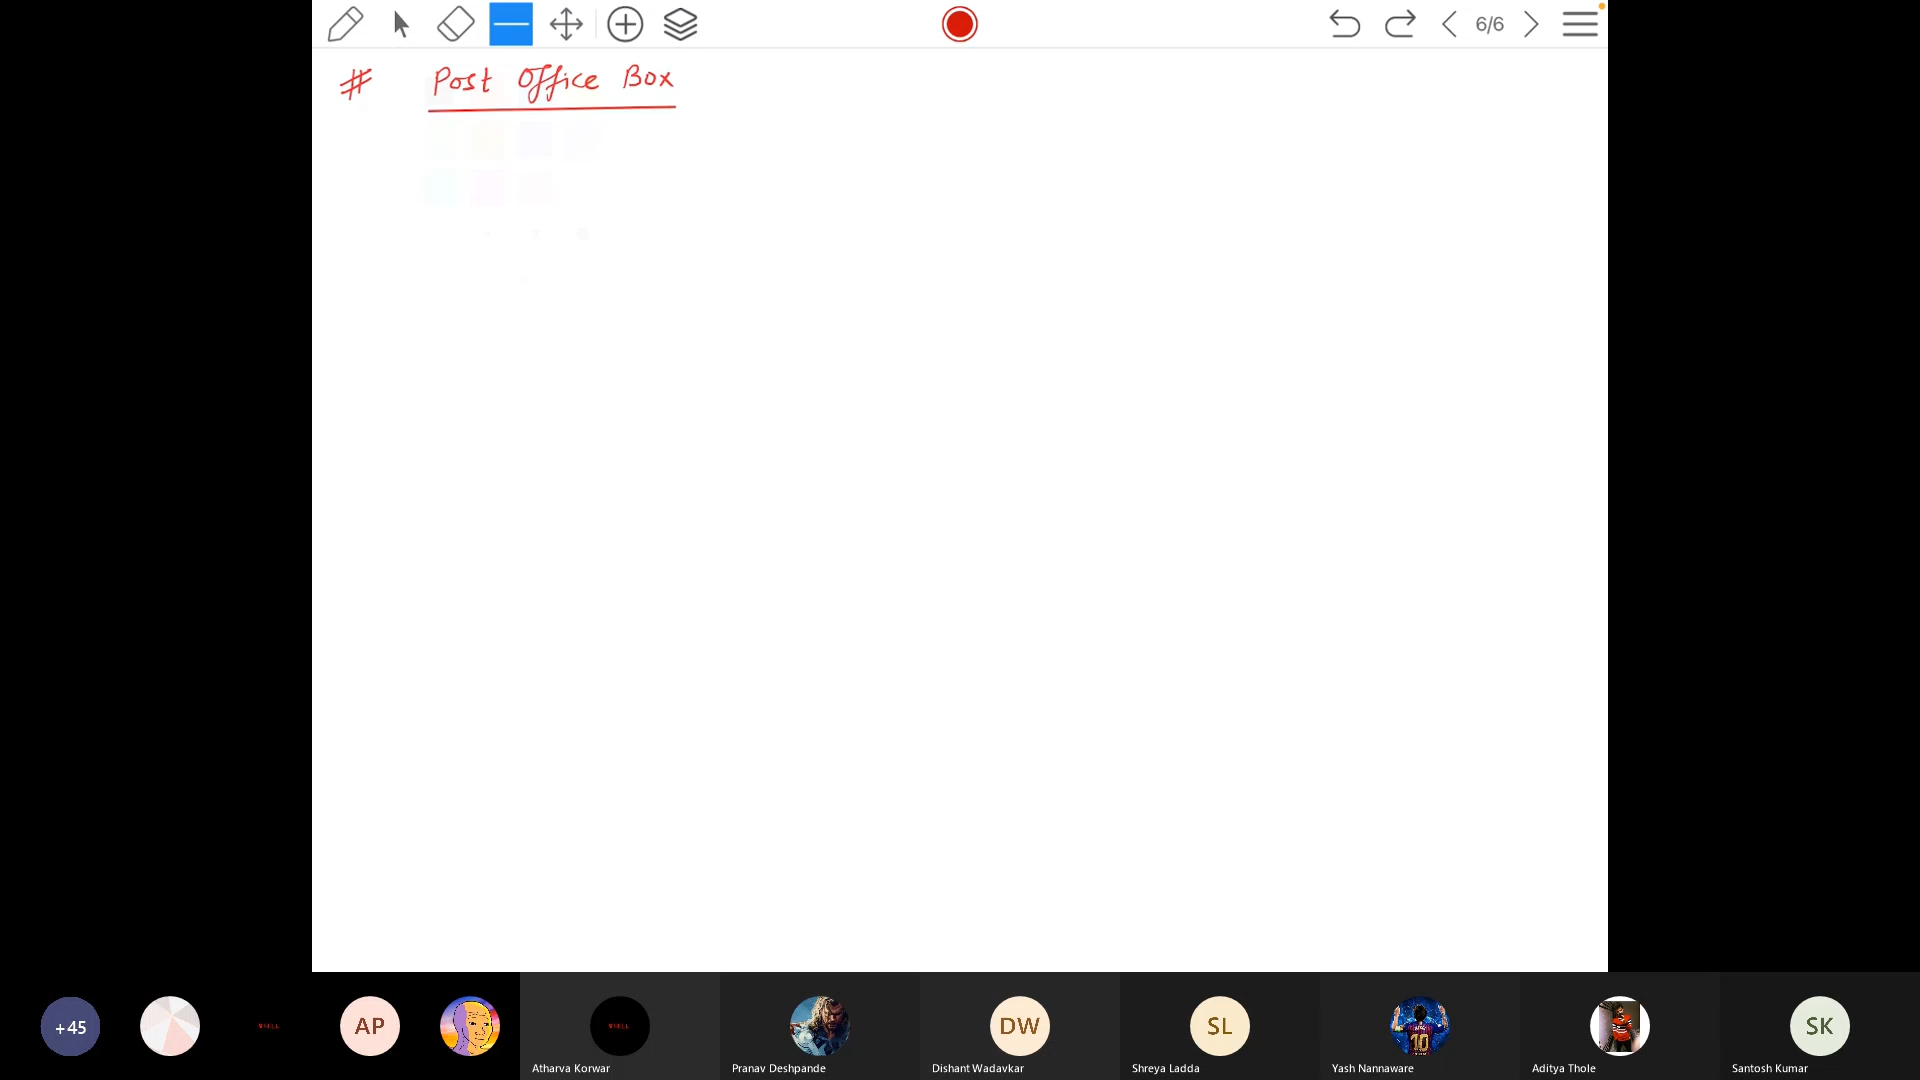 6/6
# Post Office Box
+45
AP
DW
SL
10
SK
Atharva Korwar
Pranav Deshpande
Dishant Wadavkar
Shreya Ladda
Yash Nannaware
Aditya Thole
Santosh Kumar